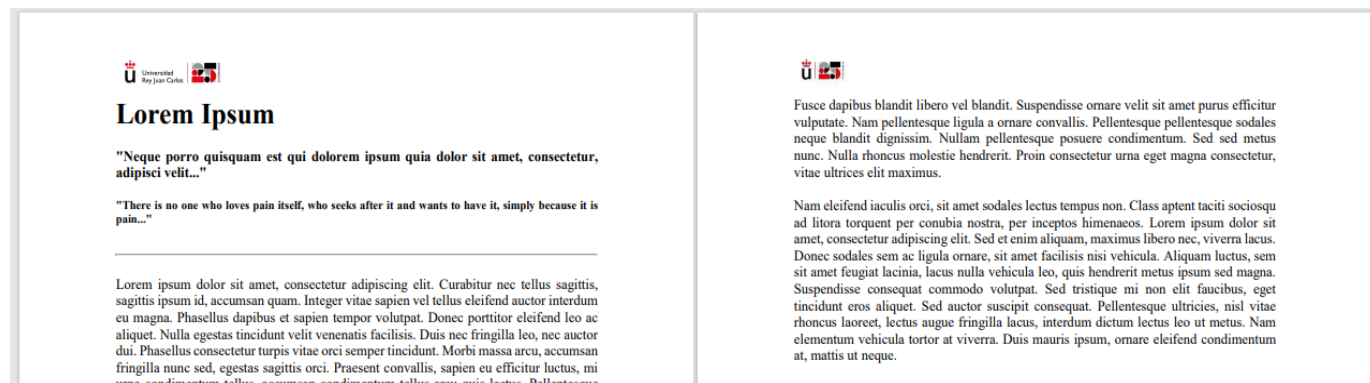 Universidad
Rey Juan Carlos
Lorem Ipsum
"Neque porro quisquam est qui dolorem ipsum quia dolor sit amet, consectetur,
adipisci velit..."
"There is no one who loves pain itself, who seeks after it and wants to have it, simply because it is
pain..."
Lorem ipsum dolor sit amet, consectetur adipiscing elit. Curabitur nec tellus sagittis,
sagittis ipsum id, accumsan quam. Integer vitae sapien vel tellus eleifend auctor interdum
eu magna. Phasellus dapibus et sapien tempor volutpat. Donec porttitor eleifend leo ac
aliquet. Nulla egestas tincidunt velit venenatis facilisis. Duis nec fringilla leo, nec auctor
dui. Phasellus consectetur turpis vitae orci semper tincidunt. Morbi massa arcu, accumsan
fringilla nunc sed, egestas sagittis orci. Praesent convallis, sapien eu efficitur luctus, mi
Fusce dapibus blandit libero vel blandit. Suspendisse ornare velit sit amet purus efficitur
vulputate. Nam pellentesque ligula a ornare convallis. Pellentesque pellentesque sodales
neque blandit dignissim. Nullam pellentesque posuere condimentum. Sed sed metus
nunc. Nulla rhoncus molestie hendrerit. Proin consectetur urna eget magna consectetur,
vitae ultrices elit maximus.
Nam eleifend iaculis orci, sit amet sodales lectus tempus non. Class aptent taciti sociosqu
ad litora torquent per conubia nostra, per inceptos himenaeos. Lorem ipsum dolor sit
amet, consectetur adipiscing elit. Sed et enim aliquam, maximus libero nec, viverra lacus.
Donec sodales sem ac ligula ornare, sit amet facilisis nisi vehicula. Aliquam luctus, sem
sit amet feugiat lacinia, lacus nulla vehicula leo, quis hendrerit metus ipsum sed magna.
Suspendisse consequat commodo volutpat. Sed tristique mi non elit faucibus, eget
tincidunt eros aliquet. Sed auctor suscipit consequat. Pellentesque ultricies, nisl vitae
rhoncus laoreet, lectus augue fringilla lacus, interdum dictum lectus leo ut metus. Nam
elementum vehicula tortor at viverra. Duis mauris ipsum, ornare eleifend condimentum
at, mattis ut neque.